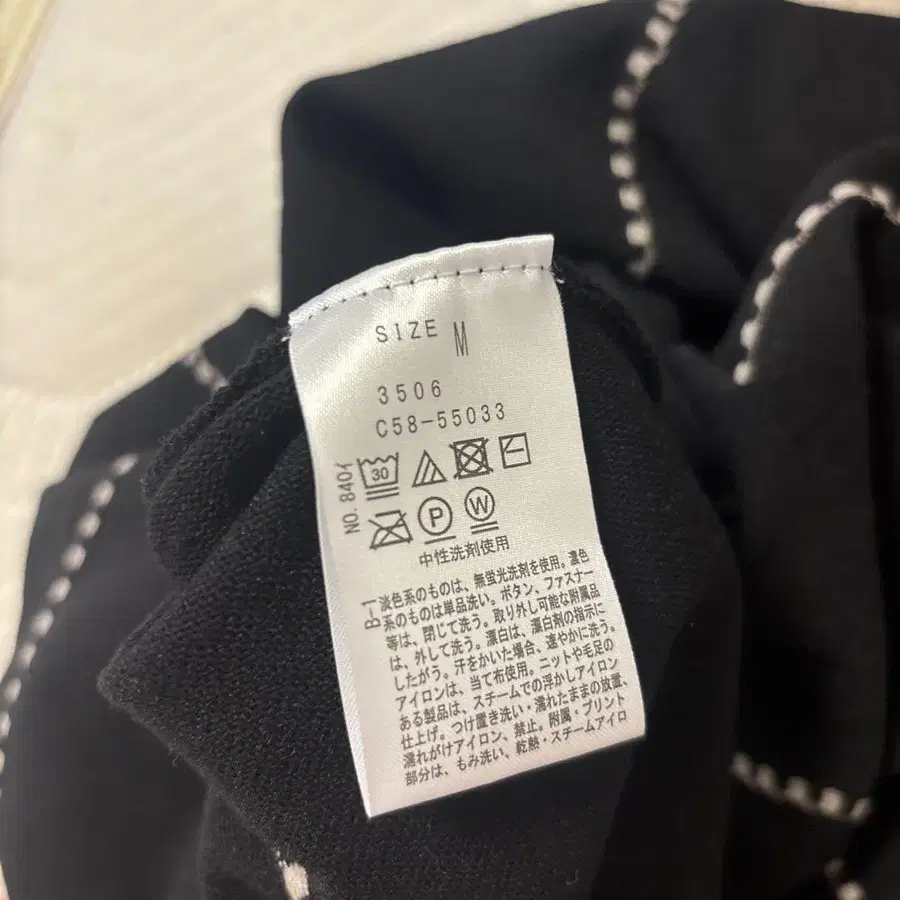 SIZE M
3506
C58-55033
NO. 8401
30
P
W
中性洗剤使用
B-1
淡色系のものは、無蛍光洗剤を使用。濃色
系のものは単品洗い。ボタン、ファスナー
等は、閉じて洗う。取り外し可能な附属品
は、外して洗う。漂白は、漂白剤の指示に
したがう。汗をかいた場合、速やかに洗う。
アイロンは、当て布使用。ニットや毛足の
ある製品は、スチームでの浮かしアイロン
仕上げ。つけ置き洗い・濡れたままの放置、
濡れがけアイロン、禁止。附属・プリント
部分は、もみ洗い、乾熱・スチームアイロ